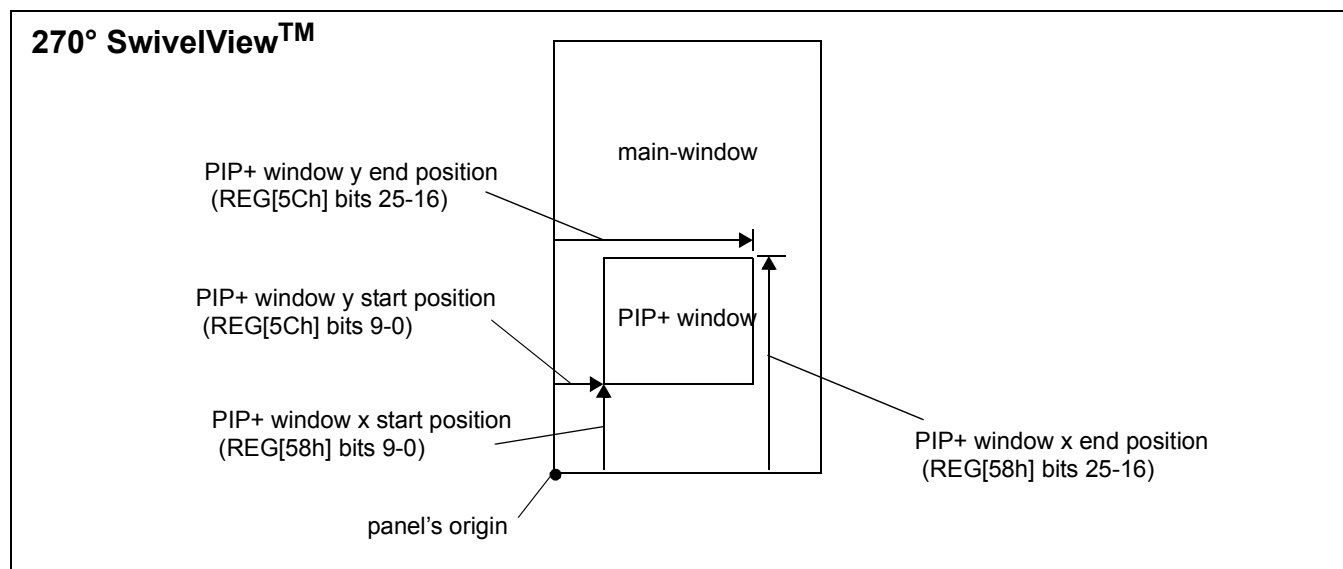 270° SwivelViewTM
main-window
PIP+ window y end position
(REG[5Ch] bits 25-16)
PIP+ window y start position
(REG[5Ch] bits 9-0)
PIP+ window
PIP+ window x start position
(REG[58h] bits 9-0)
PIP+ window x end position
(REG[58h] bits 25-16)
panel’s origin